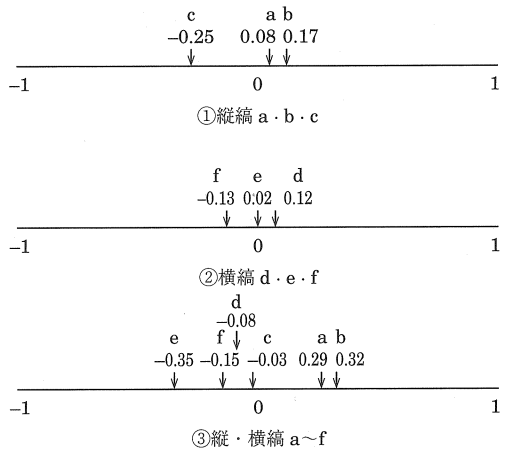 c a b
−0.25 0.08 0.17
−1 0 1
①縦縞 a・b・c
f e d
−0.13 0.02 0.12
−1 0 1
②横縞 d・e・f
d
−0.08
e f c a b
−0.35 −0.15 −0.03 0.29 0.32
−1 0 1
③縦・横縞 a～f